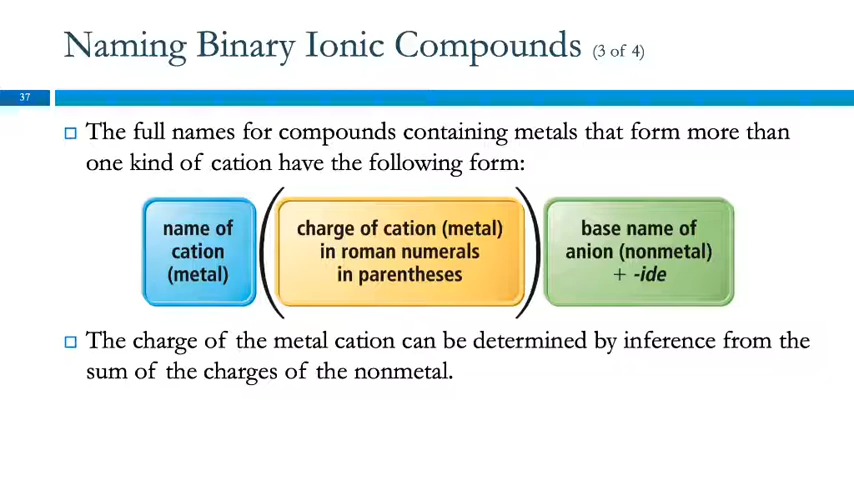 Naming Binary Ionic Compounds (3 of 4)
37
The full names for compounds containing metals that form more than
one kind of cation have the following form:
name of
cation
(metal)
charge of cation (metal)
in roman numerals
in parentheses
base name of
anion (nonmetal)
+ -ide
The charge of the metal cation can be determined by inference from the
sum of the charges of the nonmetal.